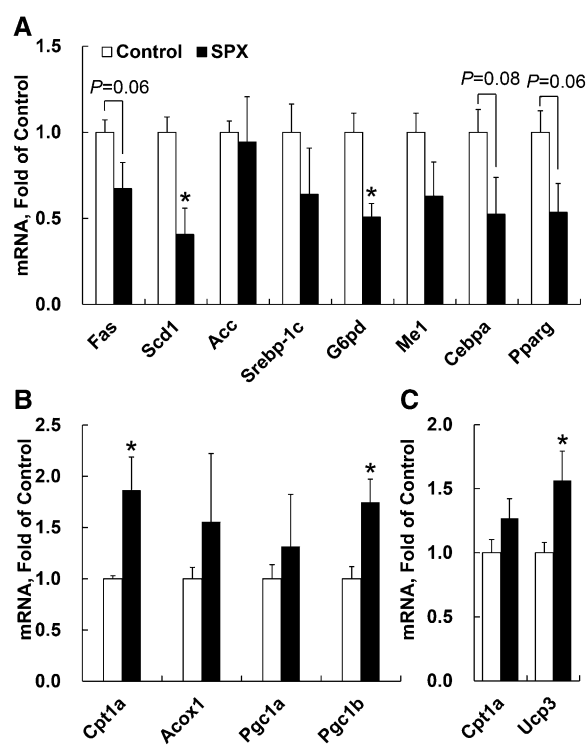 A
Control SPX
mRNA, Fold of Control
1.5
1.0
0.5
0.0
P=0.06
*
*
P=0.08
P=0.06
Fas Scd1 Acc Srebp-1c G6pd Me1 Cebpa Pparg
B
mRNA, Fold of Control
2.5
2.0
1.5
1.0
0.5
0.0
*
*
Cpt1a Acox1 Pgc1a Pgc1b
C
mRNA, Fold of Control
2.0
1.5
1.0
0.5
0.0
*
Cpt1a Ucp3